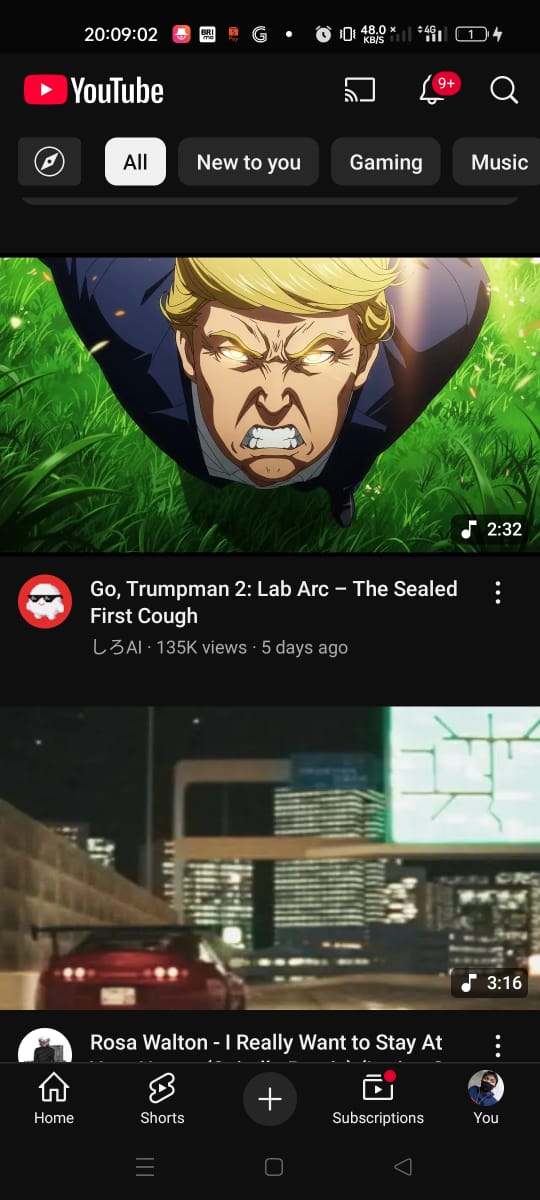 20:09:02
48.0
KB/S
4G
1
YouTube
9+
All
New to you
Gaming
Music
2:32
Go, Trumpman 2: Lab Arc – The Sealed
First Cough
しろAI · 135K views · 5 days ago
3:16
Rosa Walton - I Really Want to Stay At
Home
Shorts
Subscriptions
You